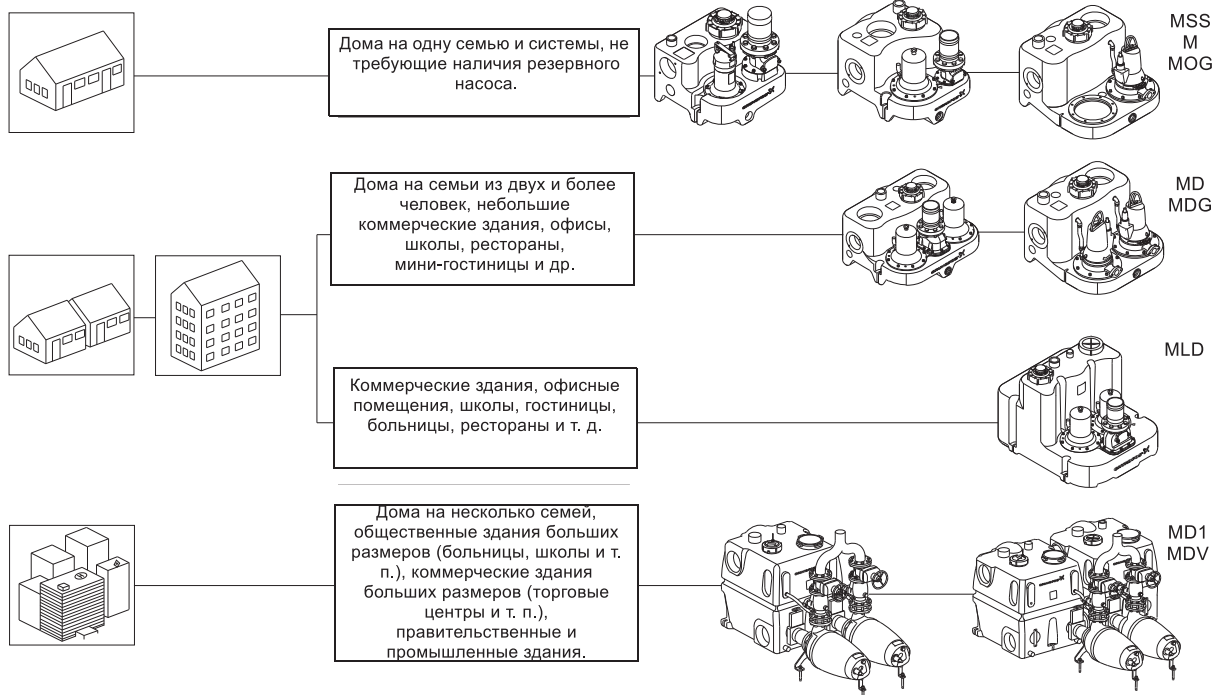 Дома на одну семью и системы, не
требующие наличия резервного
насоса.
MSS
M
MOG
Дома на семьи из двух и более
человек, небольшие
коммерческие здания, офисы,
школы, рестораны,
мини-гостиницы и др.
MD
MDG
Коммерческие здания, офисные
помещения, школы, гостиницы,
больницы, рестораны и т. д.
MLD
Дома на несколько семей,
общественные здания больших
размеров (больницы, школы и т.
п.), коммерческие здания
больших размеров (торговые
центры и т. п.),
правительственные и
промышленные здания.
MD1
MDV